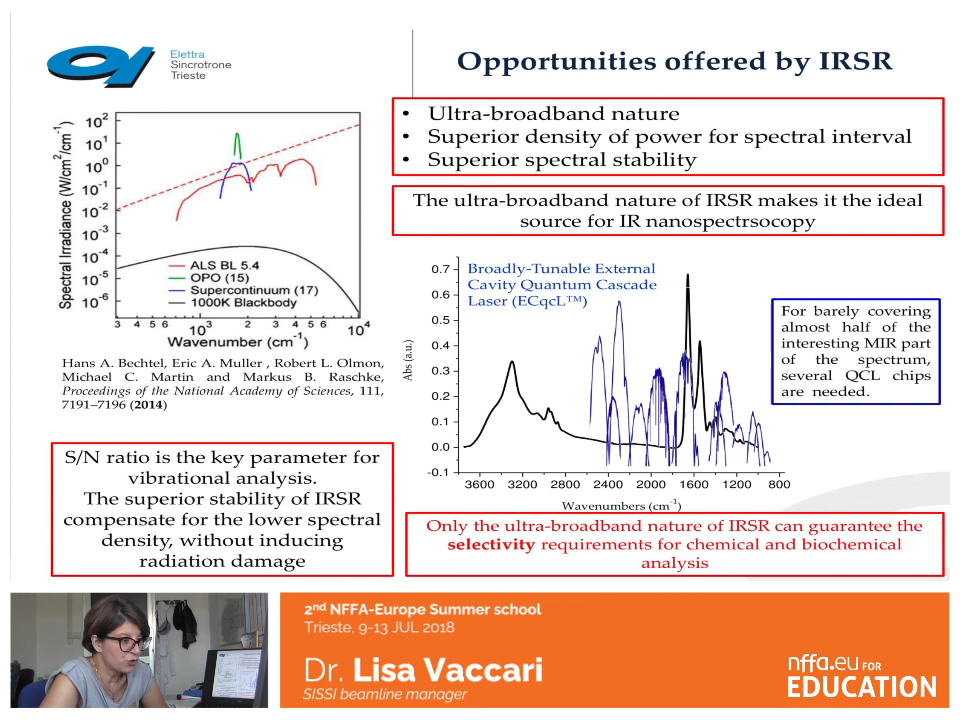 Elettra
Sincrotrone
Trieste
Opportunities offered by IRSR
• Ultra-broadband nature
• Superior density of power for spectral interval
• Superior spectral stability
The ultra-broadband nature of IRSR makes it the ideal
source for IR nanospectrsocopy
Spectral Irradiance (W/cm²/cm⁻¹)
10²
10¹
10⁰
10⁻¹
10⁻²
10⁻³
10⁻⁴
10⁻⁵
10⁻⁶
ALS BL 5.4
OPO (15)
Supercontinuum (17)
1000K Blackbody
3 4 5 6 10³ 2 3 4 5 6 10⁴
Wavenumber (cm⁻¹)
Hans A. Bechtel, Eric A. Muller , Robert L. Olmon,
Michael C. Martin and Markus B. Raschke,
Proceedings of the National Academy of Sciences, 111,
7191–7196 (2014)
Broadly-Tunable External
Cavity Quantum Cascade
Laser (ECqcL™)
Abs (a.u.)
0.7
0.6
0.5
0.4
0.3
0.2
0.1
0.0
-0.1
3600 3200 2800 2400 2000 1600 1200 800
Wavenumbers (cm⁻¹)
For barely covering
almost half of the
interesting MIR part
of the spectrum,
several QCL chips
are needed.
S/N ratio is the key parameter for
vibrational analysis.
The superior stability of IRSR
compensate for the lower spectral
density, without inducing
radiation damage
Only the ultra-broadband nature of IRSR can guarantee the
selectivity requirements for chemical and biochemical
analysis
2nd NFFA-Europe Summer school
Trieste, 9-13 JUL 2018
Dr. Lisa Vaccari
SISSI beamline manager
nffa.eu FOR
EDUCATION